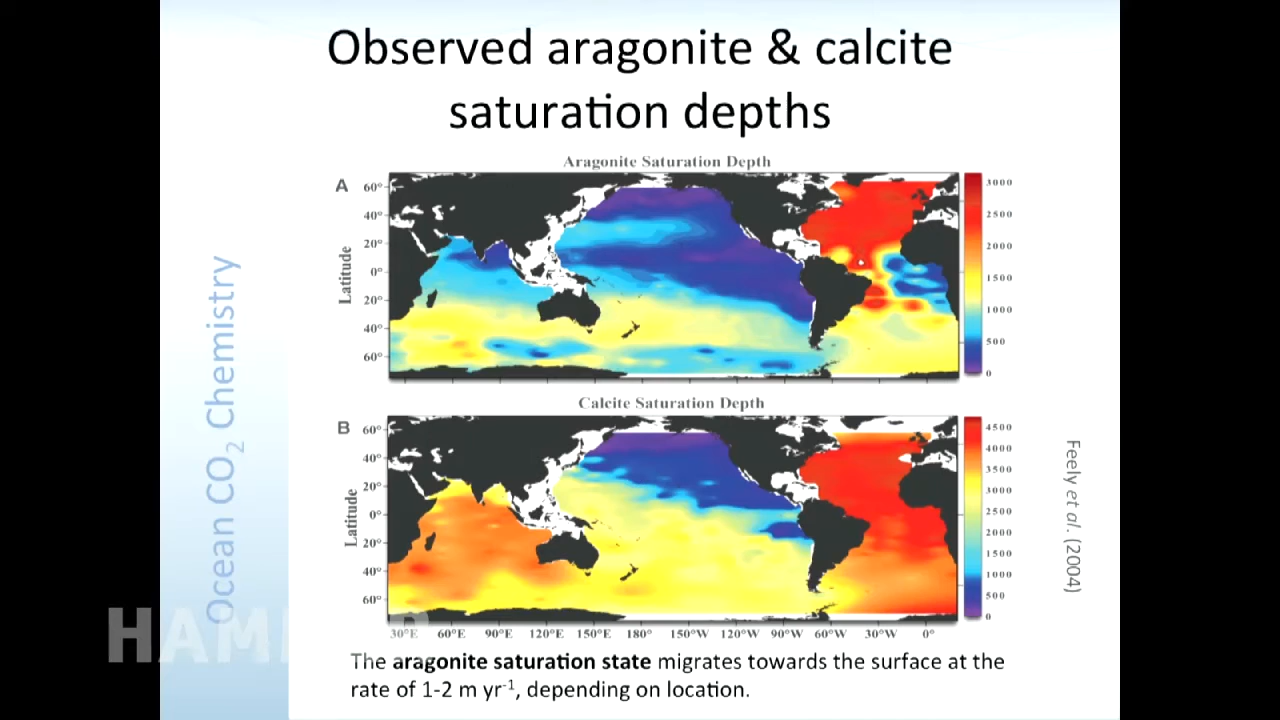 Observed aragonite & calcite
saturation depths
Aragonite Saturation Depth
A
60°
40°
20°
0°
20°
40°
60°
Latitude
3000
2500
2000
1500
1000
500
0
Calcite Saturation Depth
B
60°
40°
20°
0°
20°
40°
60°
Latitude
4500
4000
3500
3000
2500
2000
1500
1000
500
0
30°E 60°E 90°E 120°E 150°E 180° 150°W 120°W 90°W 60°W 30°W 0°
Feely et al. (2004)
Ocean CO₂ Chemistry
The aragonite saturation state migrates towards the surface at the
rate of 1-2 m yr⁻¹, depending on location.